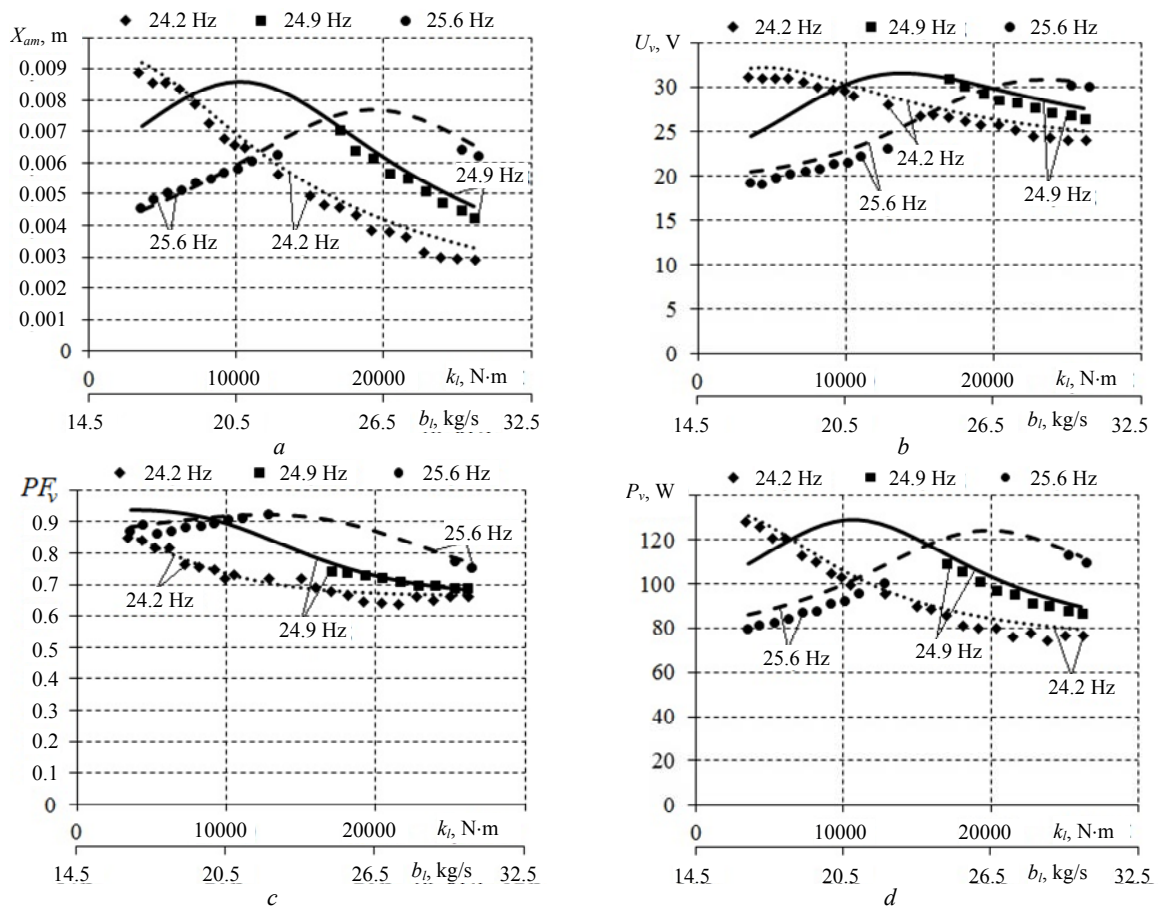 24.2 Hz 24.9 Hz 25.6 Hz
X_am, m
0.009
0.008
0.007
0.006
0.005
0.004
0.003
0.002
0.001
0
24.9 Hz
25.6 Hz
24.2 Hz
0 10000 20000 k_l, N·m
14.5 20.5 26.5 b_l, kg/s 32.5
a
24.2 Hz 24.9 Hz 25.6 Hz
U_v, V
35
30
25
20
15
10
5
0
24.2 Hz
25.6 Hz
24.9 Hz
0 10000 20000 k_l, N·m
14.5 20.5 26.5 b_l, kg/s 32.5
b
24.2 Hz 24.9 Hz 25.6 Hz
PF_v
1
0.9
0.8
0.7
0.6
0.5
0.4
0.3
0.2
0.1
0
25.6 Hz
24.2 Hz
24.9 Hz
0 10000 20000 k_l, N·m
14.5 20.5 26.5 b_l, kg/s 32.5
c
24.2 Hz 24.9 Hz 25.6 Hz
P_v, W
120
100
80
60
40
20
0
25.6 Hz
24.9 Hz
24.2 Hz
0 10000 20000 k_l, N·m
14.5 20.5 26.5 b_l, kg/s 32.5
d